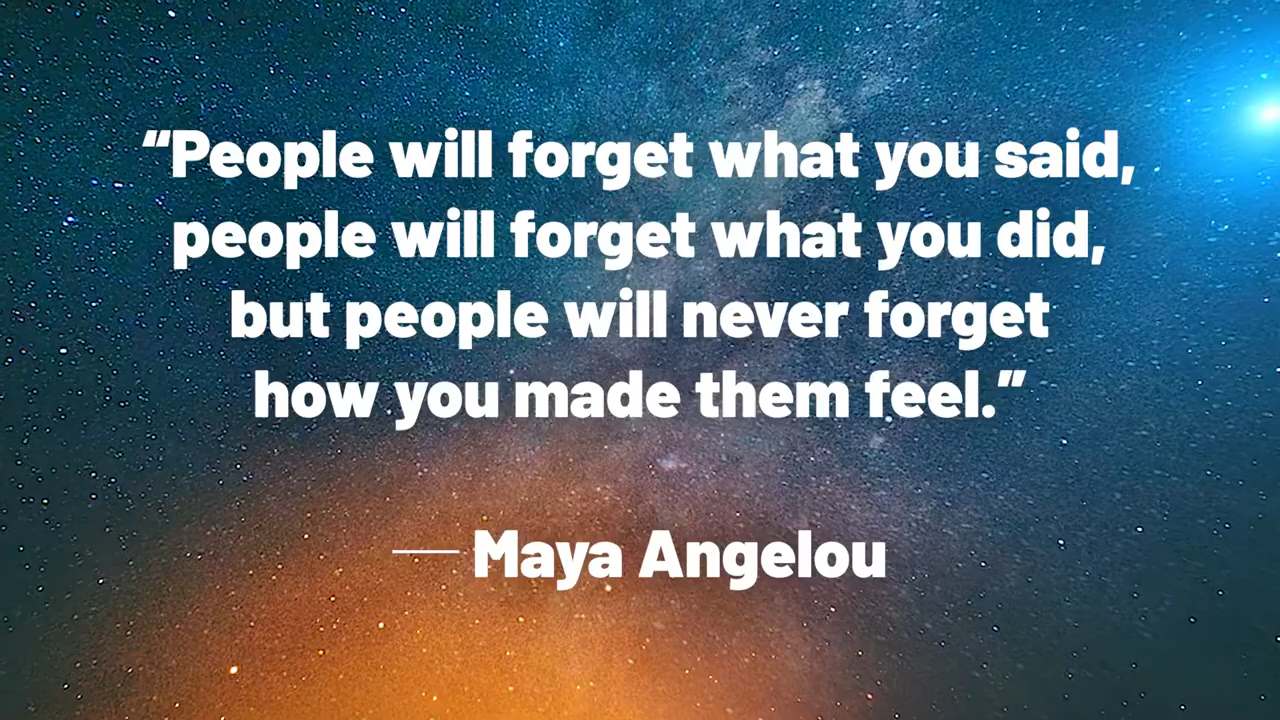 “People will forget what you said,
people will forget what you did,
but people will never forget
how you made them feel.”
— Maya Angelou